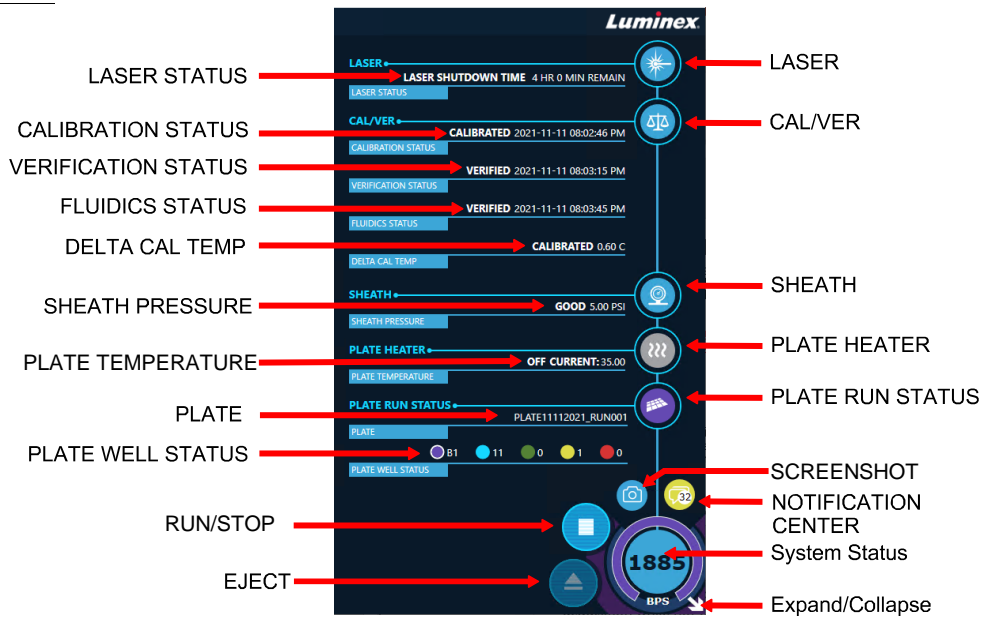 Luminex
LASER
LASER
LASER STATUS
LASER SHUTDOWN TIME 4 HR 0 MIN REMAIN
LASER STATUS
CAL/VER
CAL/VER
CALIBRATION STATUS
CALIBRATED 2021-11-11 08:02:46 PM
CALIBRATION STATUS
VERIFICATION STATUS
VERIFIED 2021-11-11 08:03:15 PM
VERIFICATION STATUS
FLUIDICS STATUS
VERIFIED 2021-11-11 08:03:45 PM
FLUIDICS STATUS
DELTA CAL TEMP
CALIBRATED 0.60 C
DELTA CAL TEMP
SHEATH
SHEATH
SHEATH PRESSURE
GOOD 5.00 PSI
SHEATH PRESSURE
PLATE HEATER
PLATE HEATER
PLATE TEMPERATURE
OFF CURRENT: 35.00
PLATE TEMPERATURE
PLATE RUN STATUS
PLATE RUN STATUS
PLATE
PLATE11112021_RUN001
PLATE
PLATE WELL STATUS
B1 11 0 1 0
PLATE WELL STATUS
SCREENSHOT
32
NOTIFICATION
CENTER
RUN/STOP
System Status
1885
EJECT
BPS
Expand/Collapse